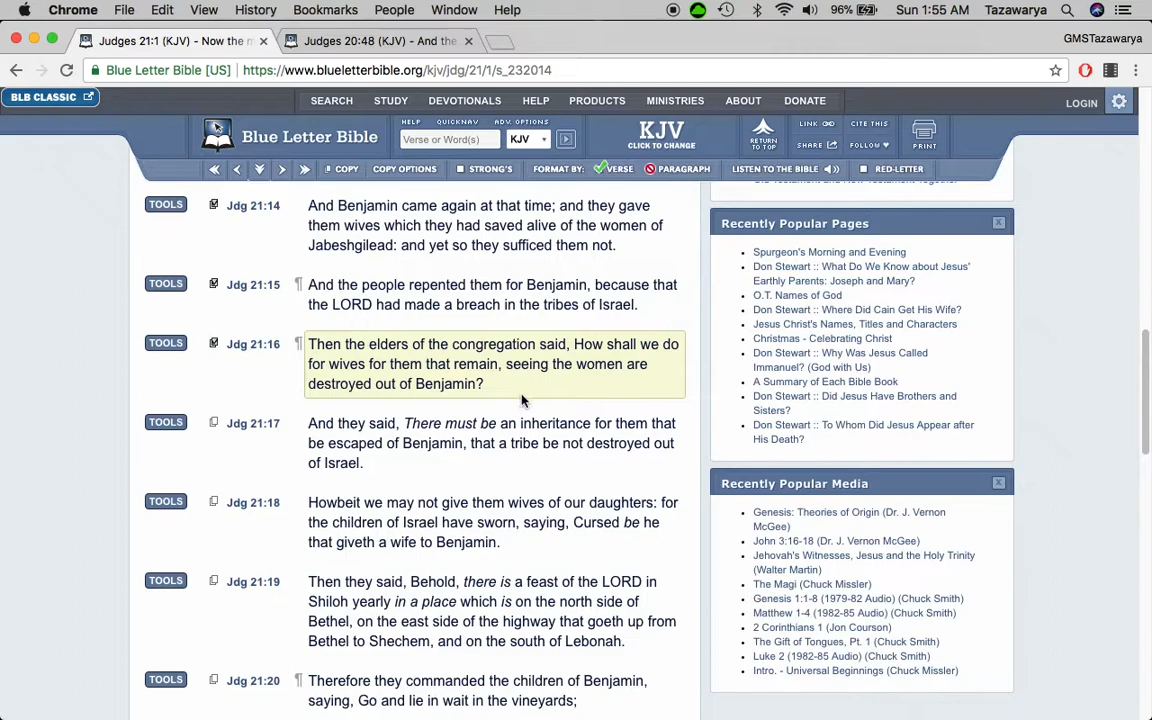 Chrome File Edit View History Bookmarks People Window Help 96% Sun 1:55 AM Tazawarya
Judges 21:1 (KJV) - Now the m Judges 20:48 (KJV) - And the GMSTazawarya
Blue Letter Bible [US] https://www.blueletterbible.org/kjv/jdg/21/1/s_232014
BLB CLASSIC
SEARCH STUDY DEVOTIONALS HELP PRODUCTS MINISTRIES ABOUT DONATE LOGIN
Blue Letter Bible
HELP QUICKNAV ADV. OPTIONS
Verse or Word(s) KJV
KJV
CLICK TO CHANGE
RETURN
TO TOP
LINK CITE THIS
SHARE FOLLOW
PRINT
COPY COPY OPTIONS STRONG'S FORMAT BY: VERSE PARAGRAPH LISTEN TO THE BIBLE RED-LETTER
TOOLS Jdg 21:14 And Benjamin came again at that time; and they gave
them wives which they had saved alive of the women of
Jabeshgilead: and yet so they sufficed them not.
TOOLS Jdg 21:15 ¶ And the people repented them for Benjamin, because that
the LORD had made a breach in the tribes of Israel.
TOOLS Jdg 21:16 ¶ Then the elders of the congregation said, How shall we do
for wives for them that remain, seeing the women are
destroyed out of Benjamin?
TOOLS Jdg 21:17 And they said, There must be an inheritance for them that
be escaped of Benjamin, that a tribe be not destroyed out
of Israel.
TOOLS Jdg 21:18 Howbeit we may not give them wives of our daughters: for
the children of Israel have sworn, saying, Cursed be he
that giveth a wife to Benjamin.
TOOLS Jdg 21:19 Then they said, Behold, there is a feast of the LORD in
Shiloh yearly in a place which is on the north side of
Bethel, on the east side of the highway that goeth up from
Bethel to Shechem, and on the south of Lebonah.
TOOLS Jdg 21:20 ¶ Therefore they commanded the children of Benjamin,
saying, Go and lie in wait in the vineyards;
Old Testament and New Testament Together
Recently Popular Pages
Spurgeon's Morning and Evening
Don Stewart :: What Do We Know about Jesus'
Earthly Parents: Joseph and Mary?
O.T. Names of God
Don Stewart :: Where Did Cain Get His Wife?
Jesus Christ's Names, Titles and Characters
Christmas - Celebrating Christ
Don Stewart :: Why Was Jesus Called
Immanuel? (God with Us)
A Summary of Each Bible Book
Don Stewart :: Did Jesus Have Brothers and
Sisters?
Don Stewart :: To Whom Did Jesus Appear after
His Death?
Recently Popular Media
Genesis: Theories of Origin (Dr. J. Vernon
McGee)
John 3:16-18 (Dr. J. Vernon McGee)
Jehovah's Witnesses, Jesus and the Holy Trinity
(Walter Martin)
The Magi (Chuck Missler)
Genesis 1:1-8 (1979-82 Audio) (Chuck Smith)
Matthew 1-4 (1982-85 Audio) (Chuck Smith)
2 Corinthians 1 (Jon Courson)
The Gift of Tongues, Pt. 1 (Chuck Smith)
Luke 2 (1982-85 Audio) (Chuck Smith)
Intro. - Universal Beginnings (Chuck Missler)